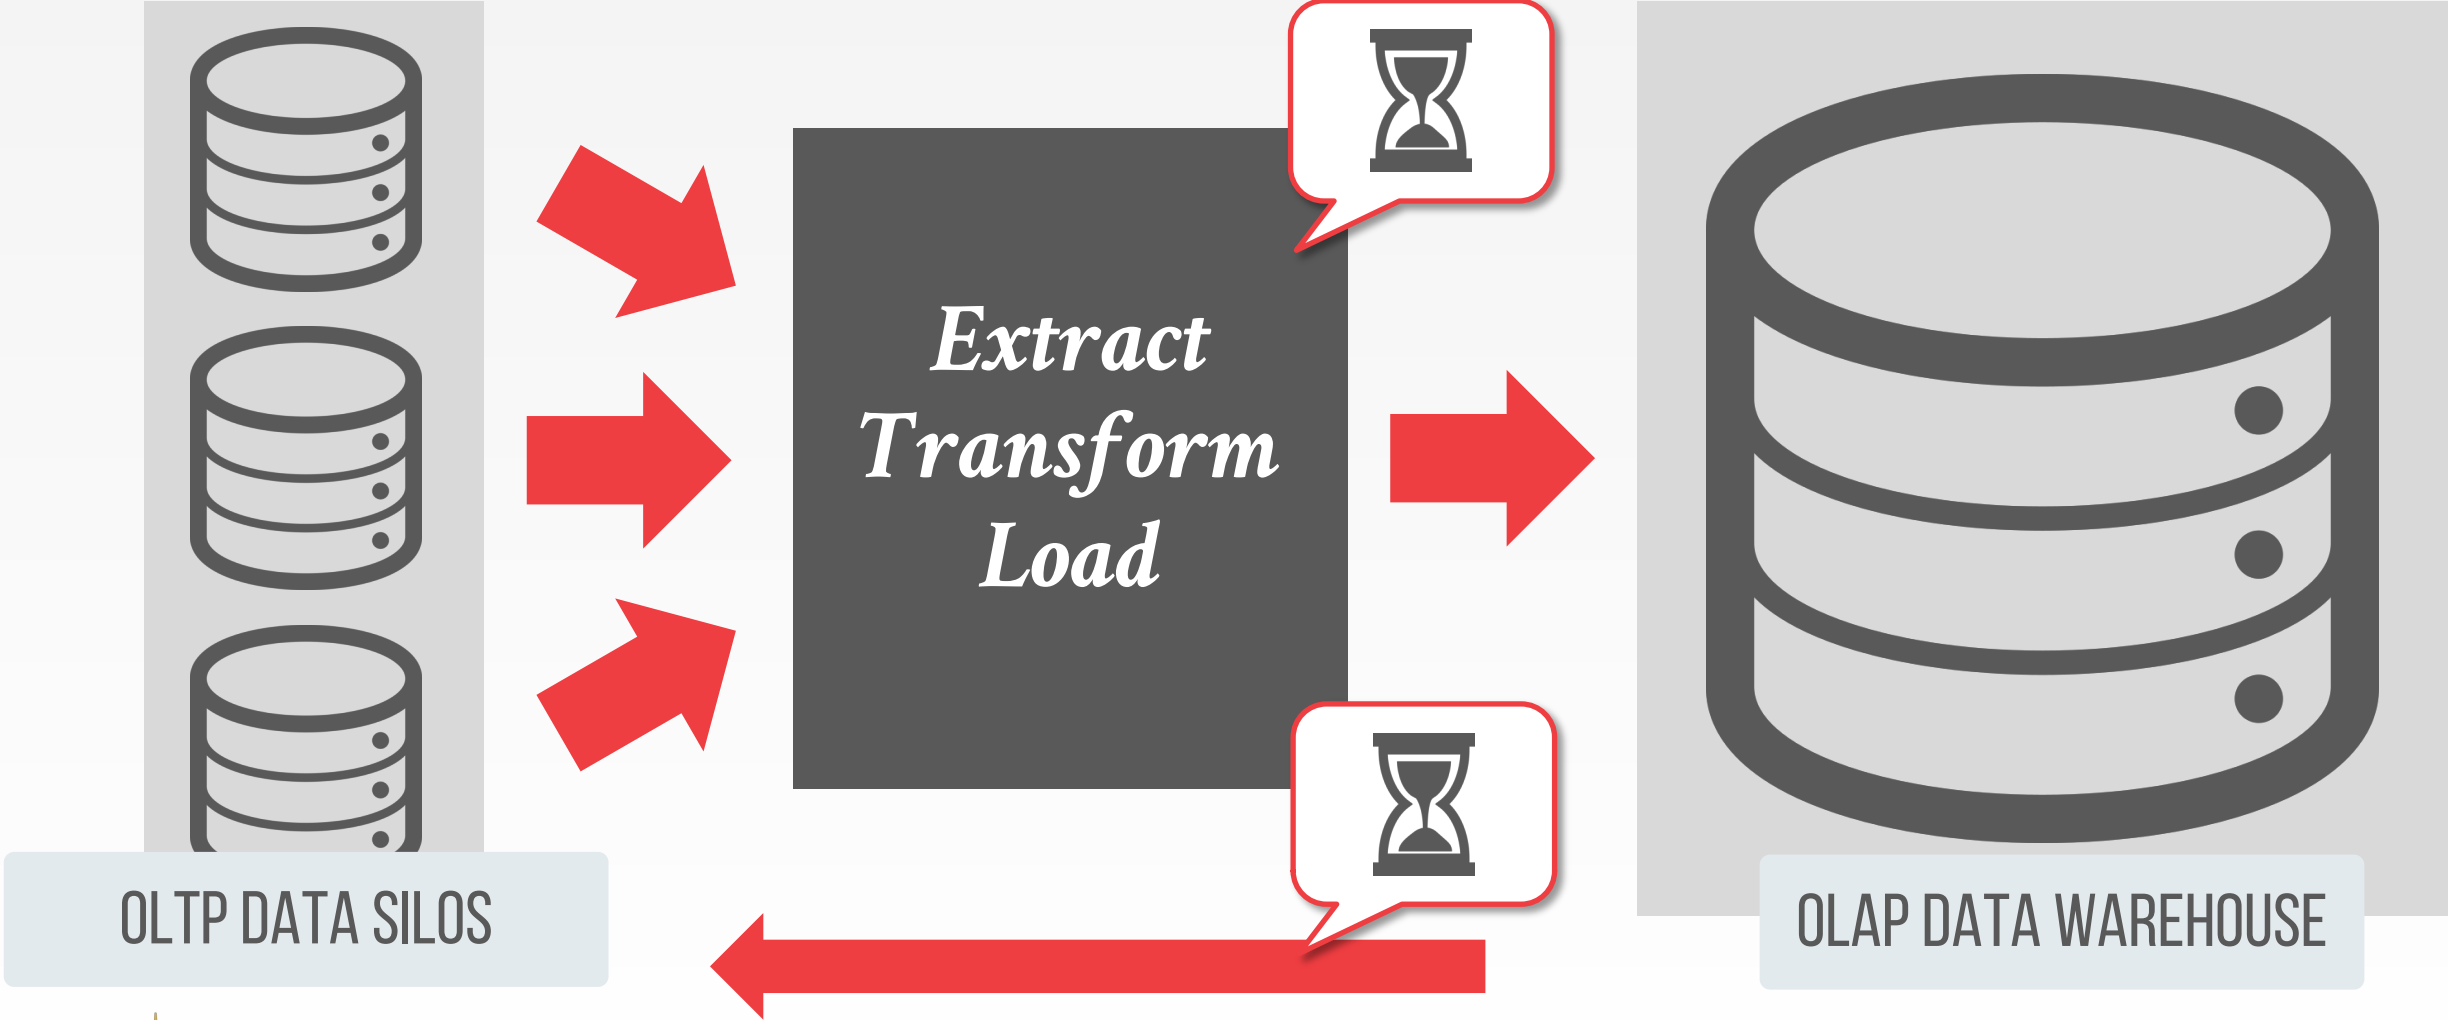 Extract
Transform
Load
OLTP DATA SILOS
OLAP DATA WAREHOUSE